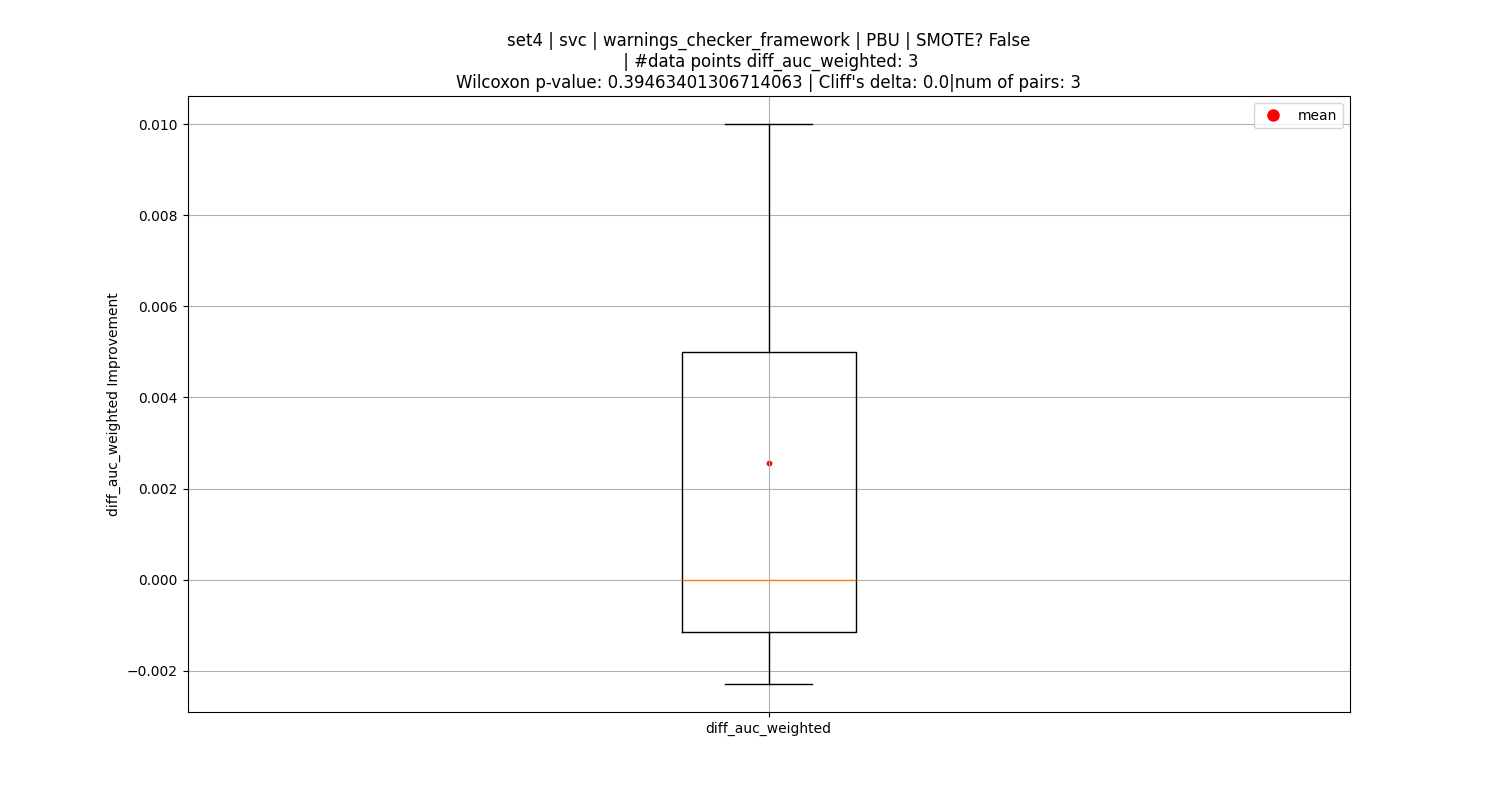 set4 | svc | warnings_checker_framework | PBU | SMOTE? False
| #data points diff_auc_weighted: 3
Wilcoxon p-value: 0.39463401306714063 | Cliff's delta: 0.0|num of pairs: 3
mean
0.010
0.008
0.006
0.004
0.002
0.000
−0.002
diff_auc_weighted Improvement
diff_auc_weighted